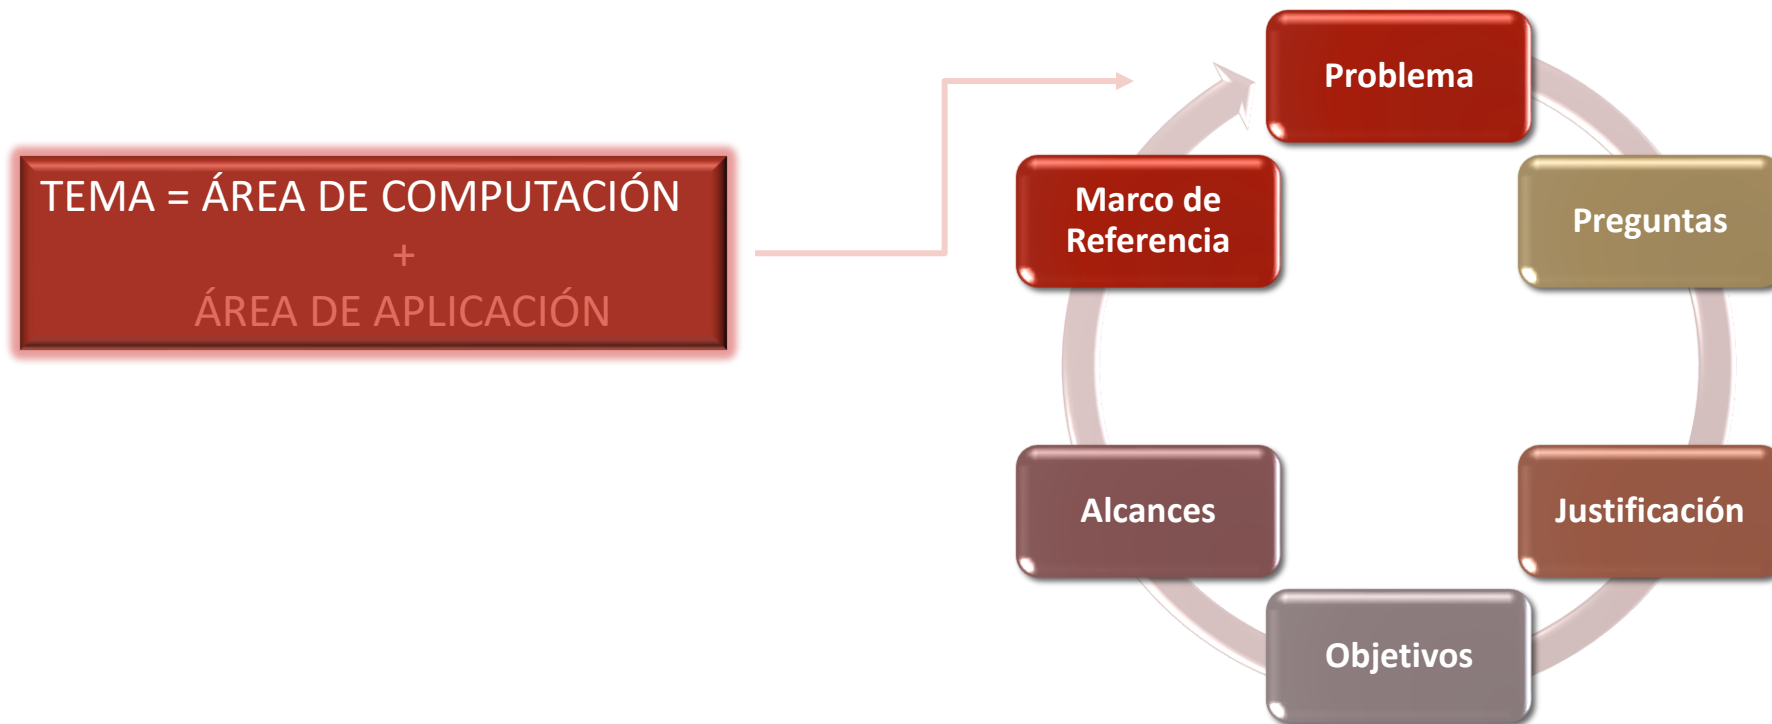 TEMA = ÁREA DE COMPUTACIÓN
+
ÁREA DE APLICACIÓN
Problema
Preguntas
Justificación
Objetivos
Alcances
Marco de
Referencia